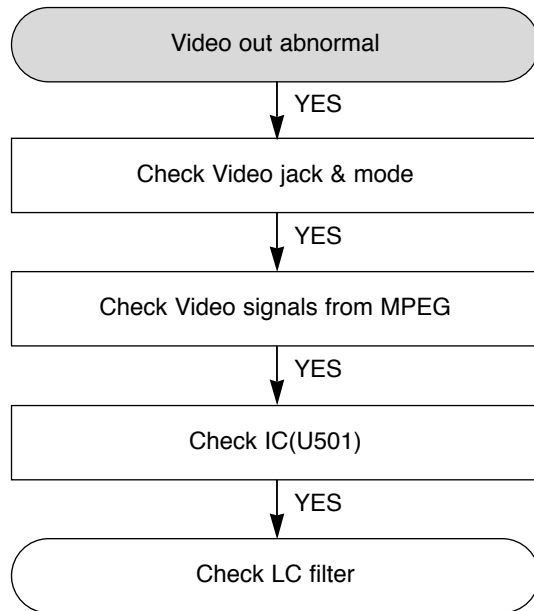 Video out abnormal
YES
Check Video jack & mode
YES
Check Video signals from MPEG
YES
Check IC(U501)
YES
Check LC filter